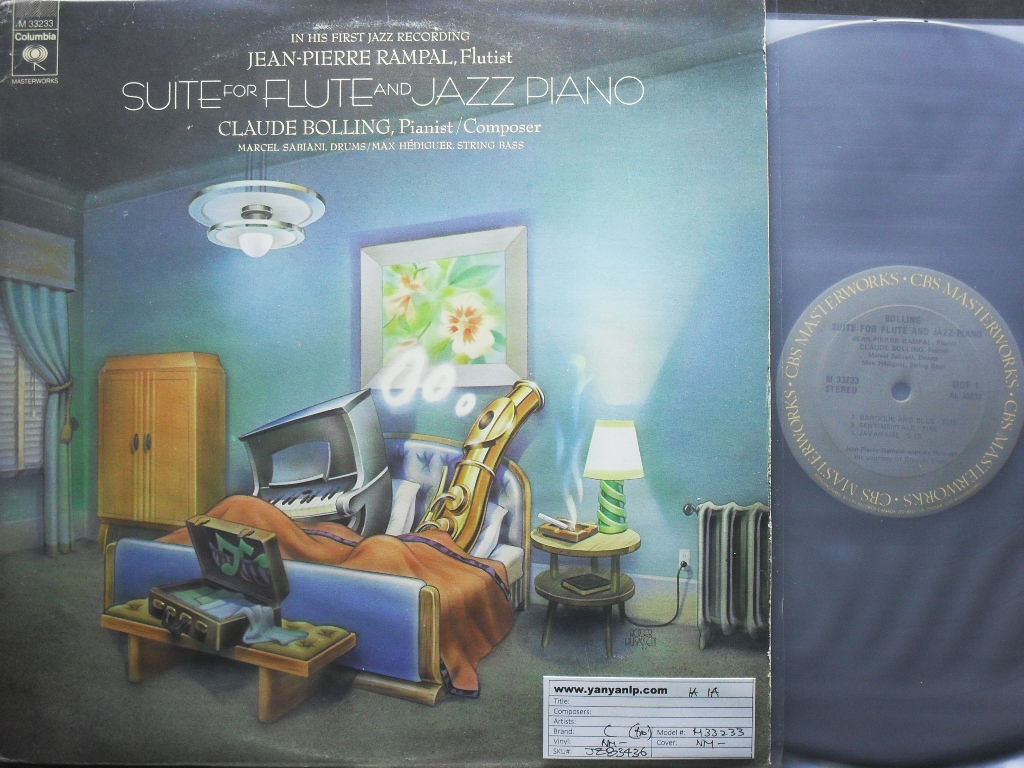 M 33233
Columbia
MASTERWORKS
IN HIS FIRST JAZZ RECORDING
JEAN-PIERRE RAMPAL, Flutist
SUITE FOR FLUTE AND JAZZ PIANO
CLAUDE BOLLING, Pianist/Composer
MARCEL SABIANI, DRUMS/MAX HÉDIGUER, STRING BASS
CBS MASTERWORKS · CBS MASTERWORKS · CBS MASTERWORKS
BOLLING
SUITE FOR FLUTE AND JAZZ PIANO
JEAN-PIERRE RAMPAL, Flutist
CLAUDE BOLLING, Pianist
Marcel Sabiani, Drums
Max Hédiguer, String Bass
M 33233
STEREO
SIDE 1
AL 33233
1. BAROQUE AND BLUE
2. SENTIMENTALE
3. JAVANAISE
www.yanyanlp.com
Title:
Composers:
Artists:
Brand: C
Model #: M33233
Vinyl: NM-
Cover: NM-
SKU#: JZ83436